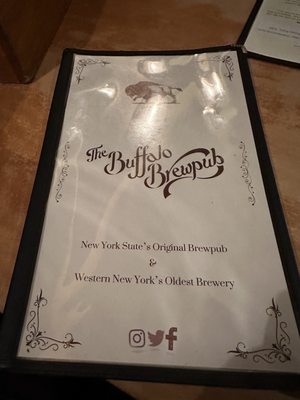 The Buffalo
Brewpub
New York State's Original Brewpub
&
Western New York's Oldest Brewery